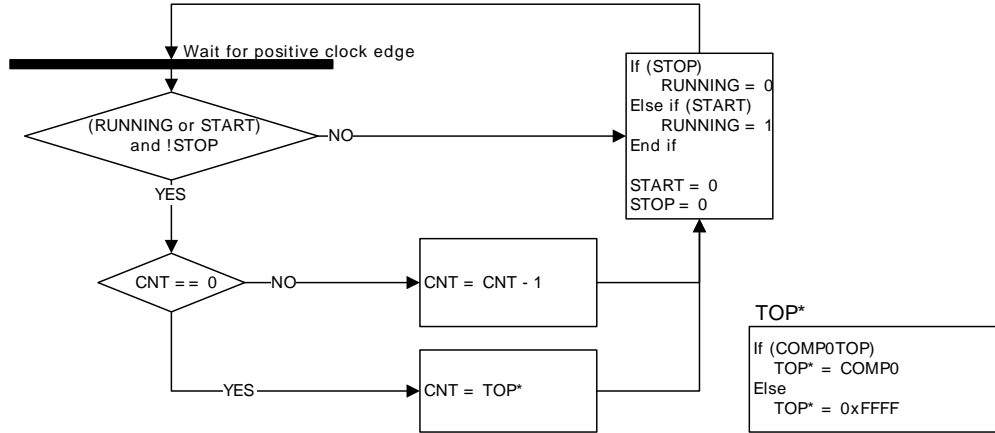 Wait for positive clock edge
(RUNNING or START)
and !STOP
NO
YES
If (STOP)
RUNNING = 0
Else if (START)
RUNNING = 1
End if
START = 0
STOP = 0
CNT == 0
NO
CNT = CNT - 1
YES
CNT = TOP*
TOP*
If (COMP0TOP)
TOP* = COMP0
Else
TOP* = 0xFFFF